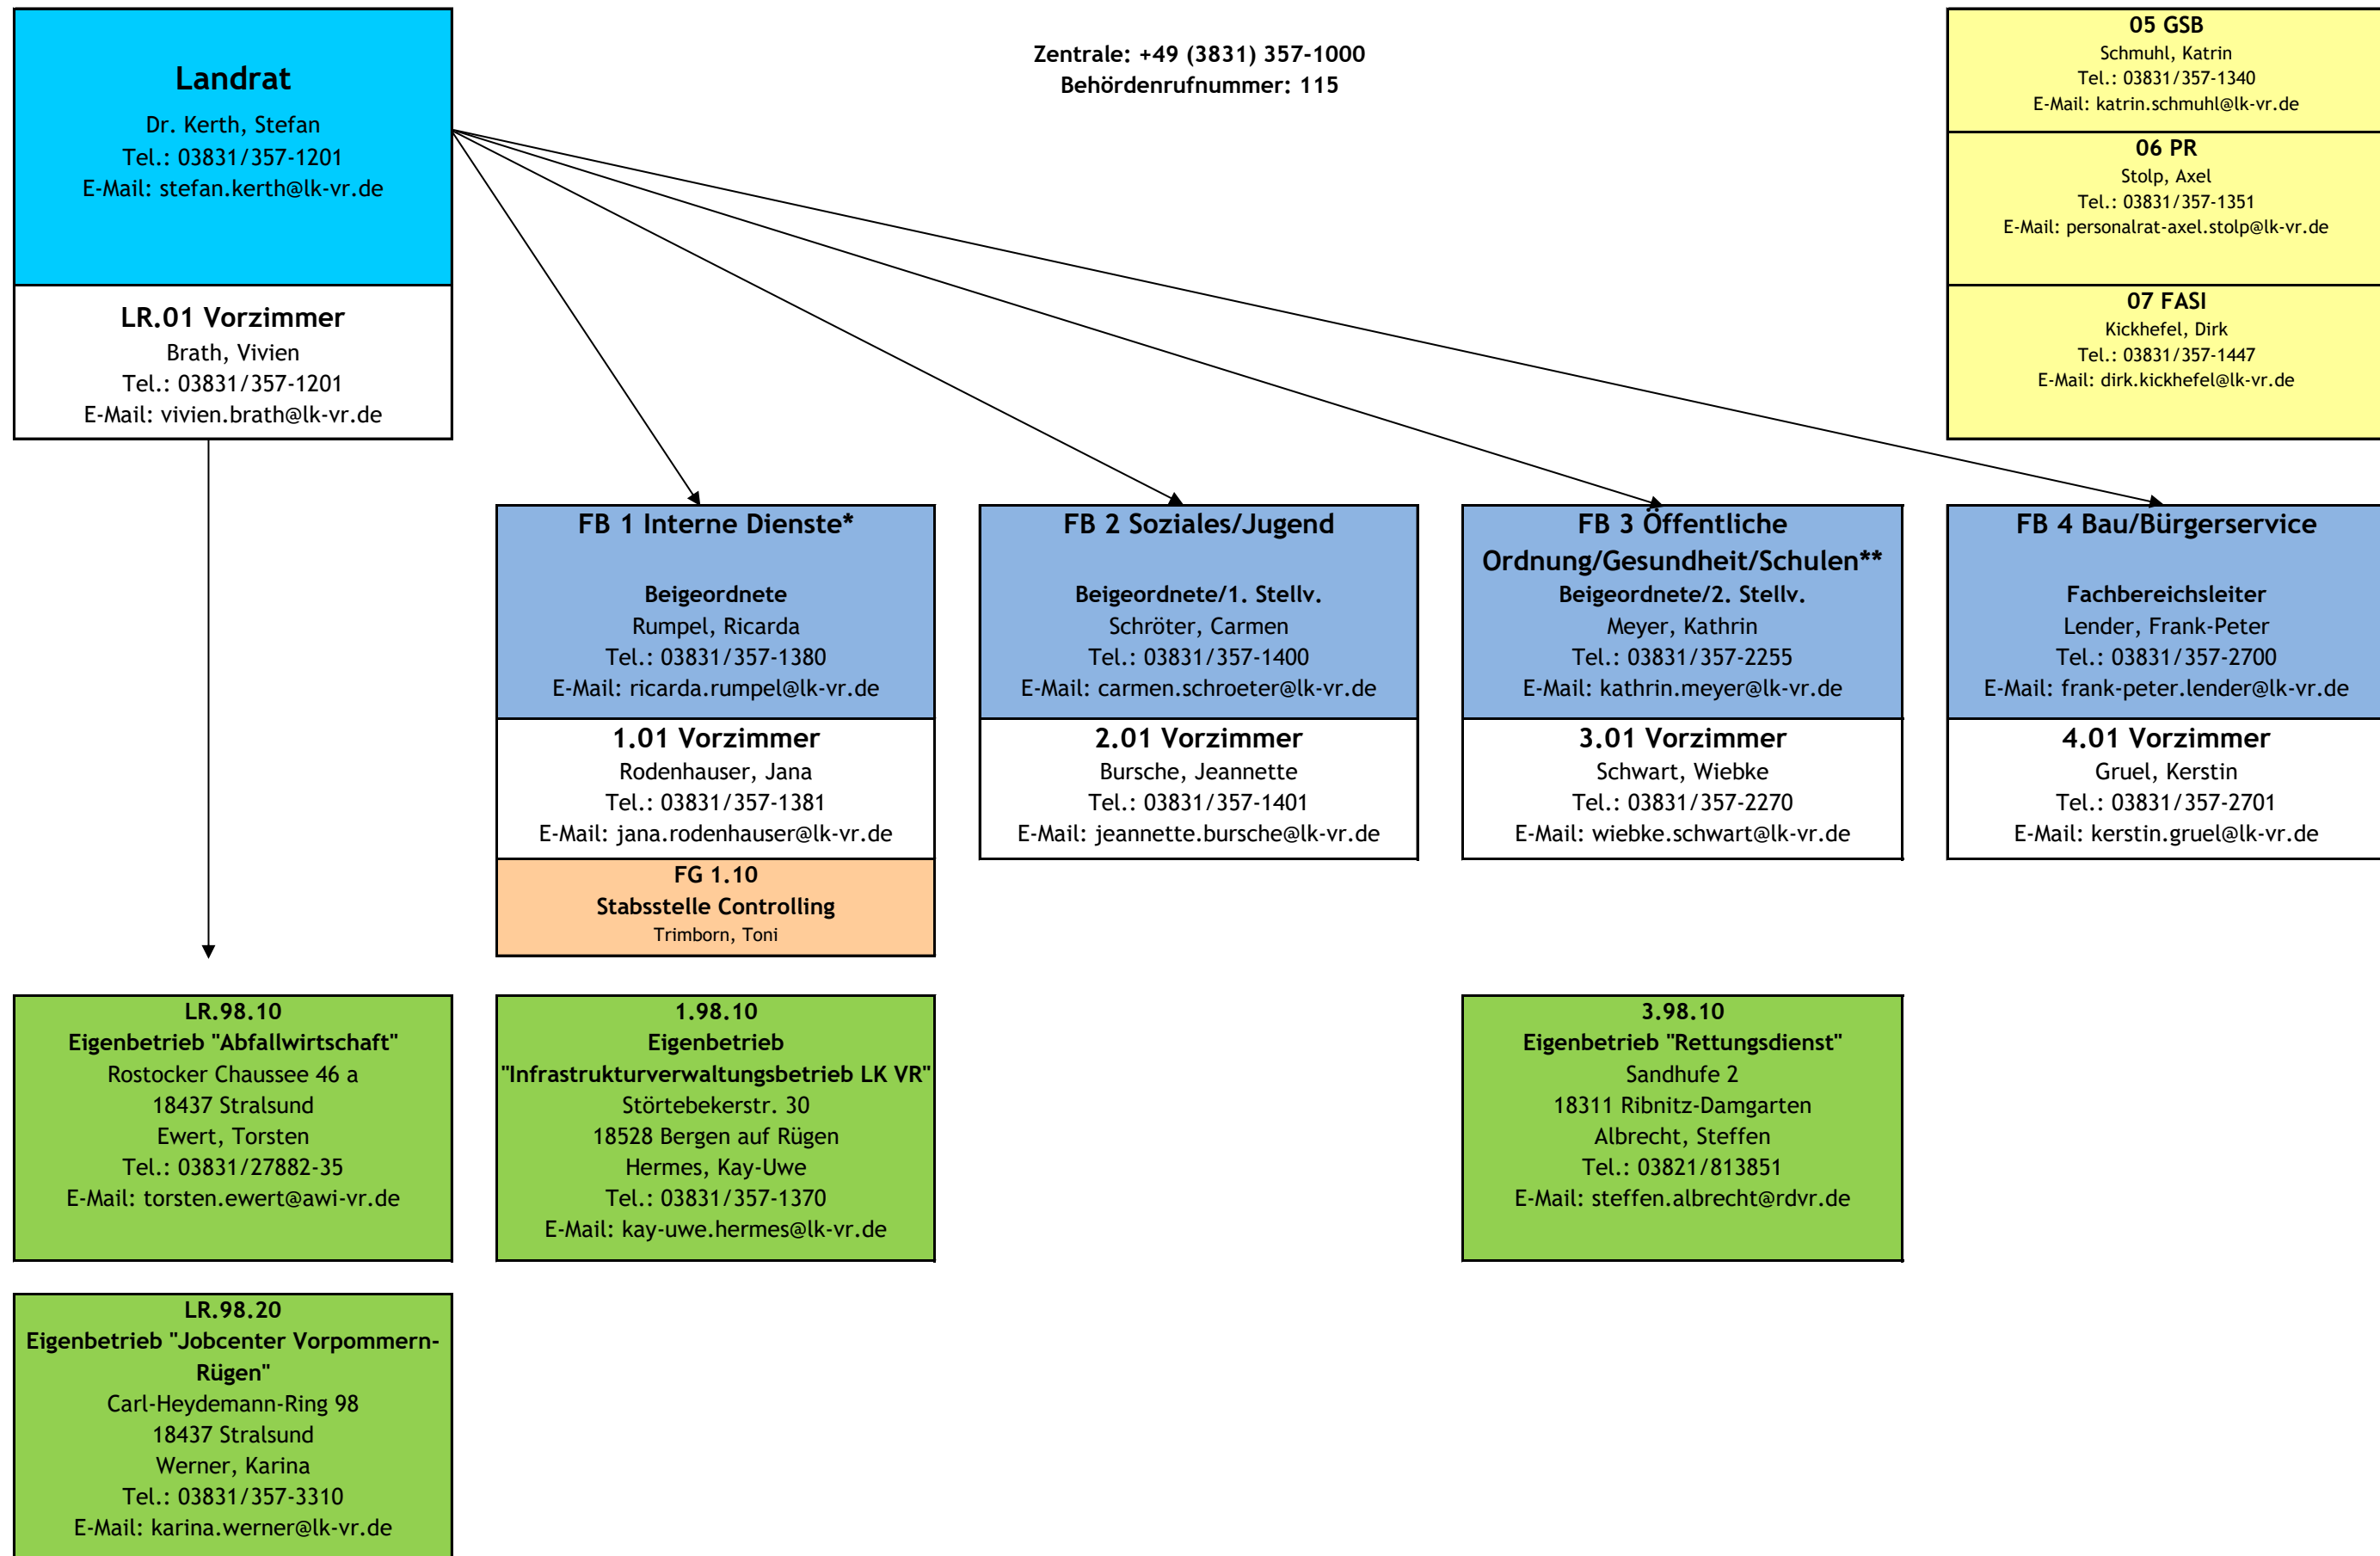 Landrat
Dr. Kerth, Stefan
Tel.: 03831/357-1201
E-Mail: stefan.kerth@lk-vr.de
LR.01 Vorzimmer
Brath, Vivien
Tel.: 03831/357-1201
E-Mail: vivien.brath@lk-vr.de
Zentrale: +49 (3831) 357-1000
Behördenrufnummer: 115
05 GSB
Schmuhl, Katrin
Tel.: 03831/357-1340
E-Mail: katrin.schmuhl@lk-vr.de
06 PR
Stolp, Axel
Tel.: 03831/357-1351
E-Mail: personalrat-axel.stolp@lk-vr.de
07 FASI
Kickhefel, Dirk
Tel.: 03831/357-1447
E-Mail: dirk.kickhefel@lk-vr.de
FB 1 Interne Dienste*
Beigeordnete
Rumpel, Ricarda
Tel.: 03831/357-1380
E-Mail: ricarda.rumpel@lk-vr.de
1.01 Vorzimmer
Rodenhauser, Jana
Tel.: 03831/357-1381
E-Mail: jana.rodenhauser@lk-vr.de
FG 1.10
Stabsstelle Controlling
Trimborn, Toni
FB 2 Soziales/Jugend
Beigeordnete/1. Stellv.
Schröter, Carmen
Tel.: 03831/357-1400
E-Mail: carmen.schroeter@lk-vr.de
2.01 Vorzimmer
Bursche, Jeannette
Tel.: 03831/357-1401
E-Mail: jeannette.bursche@lk-vr.de
FB 3 Öffentliche
Ordnung/Gesundheit/Schulen**
Beigeordnete/2. Stellv.
Meyer, Kathrin
Tel.: 03831/357-2255
E-Mail: kathrin.meyer@lk-vr.de
3.01 Vorzimmer
Schwart, Wiebke
Tel.: 03831/357-2270
E-Mail: wiebke.schwart@lk-vr.de
FB 4 Bau/Bürgerservice
Fachbereichsleiter
Lender, Frank-Peter
Tel.: 03831/357-2700
E-Mail: frank-peter.lender@lk-vr.de
4.01 Vorzimmer
Gruel, Kerstin
Tel.: 03831/357-2701
E-Mail: kerstin.gruel@lk-vr.de
LR.98.10
Eigenbetrieb "Abfallwirtschaft"
Rostocker Chaussee 46 a
18437 Stralsund
Ewert, Torsten
Tel.: 03831/27882-35
E-Mail: torsten.ewert@awi-vr.de
1.98.10
Eigenbetrieb
"Infrastrukturverwaltungsbetrieb LK VR"
Störtebekerstr. 30
18528 Bergen auf Rügen
Hermes, Kay-Uwe
Tel.: 03831/357-1370
E-Mail: kay-uwe.hermes@lk-vr.de
3.98.10
Eigenbetrieb "Rettungsdienst"
Sandhufe 2
18311 Ribnitz-Damgarten
Albrecht, Steffen
Tel.: 03821/813851
E-Mail: steffen.albrecht@rdvr.de
LR.98.20
Eigenbetrieb "Jobcenter Vorpommern-
Rügen"
Carl-Heydemann-Ring 98
18437 Stralsund
Werner, Karina
Tel.: 03831/357-3310
E-Mail: karina.werner@lk-vr.de